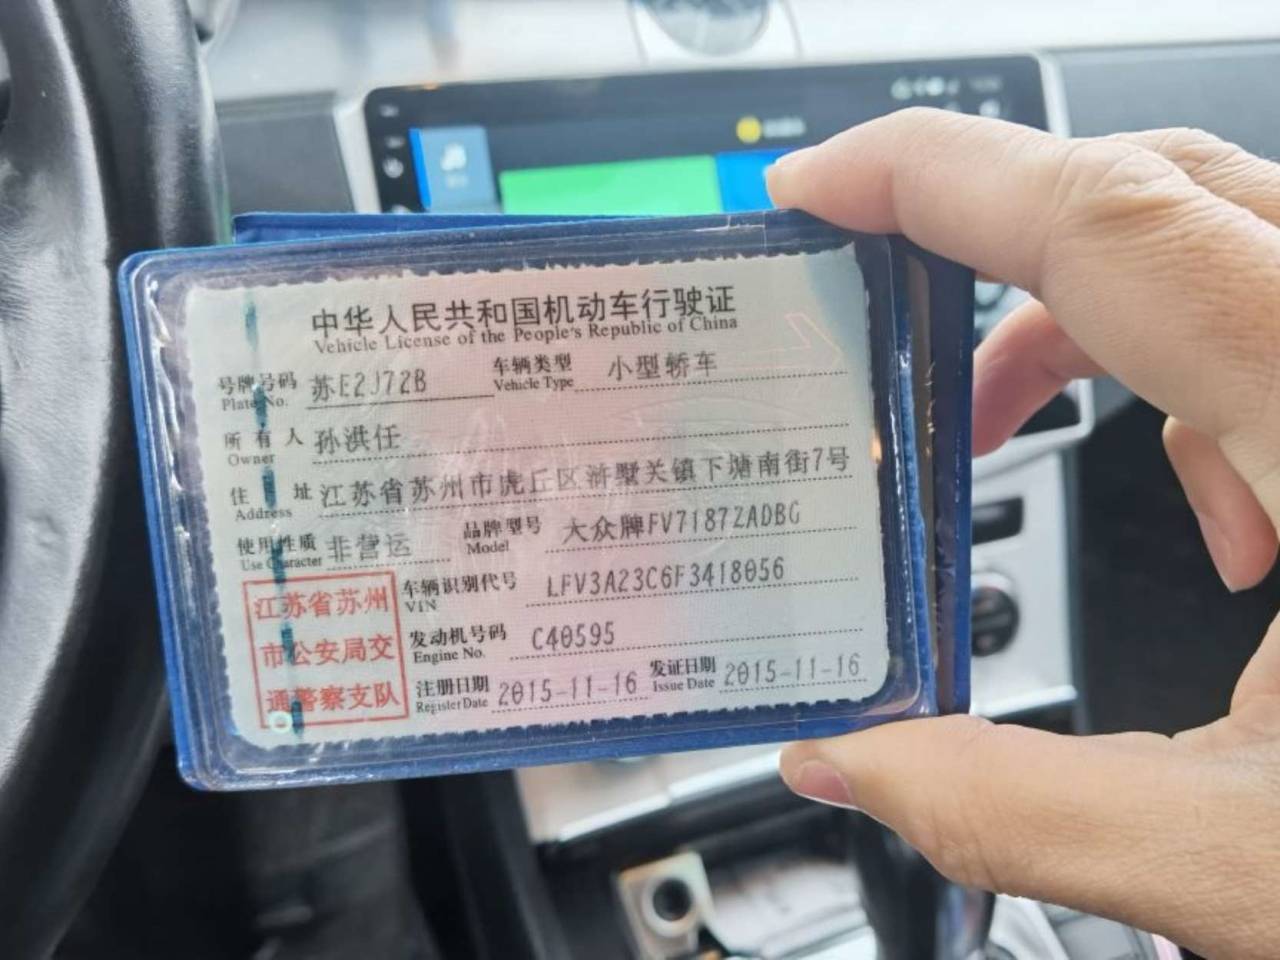 中华人民共和国机动车行驶证
Vehicle License of the People's Republic of China
号牌号码 苏E2J72B 车辆类型 小型轿车
Plate No. Vehicle Type
所有人 孙洪任
Owner
住址 江苏省苏州市虎丘区浒墅关镇下塘南街7号
Address
使用性质 非营运 品牌型号 大众牌FV7187ZADBG
Use Character Model
车辆识别代号 LFV3A23C6F3418056
VIN
发动机号码 C40595
Engine No.
注册日期 2015-11-16 发证日期 2015-11-16
Register Date Issue Date
江苏省苏州
市公安局交
通警察支队